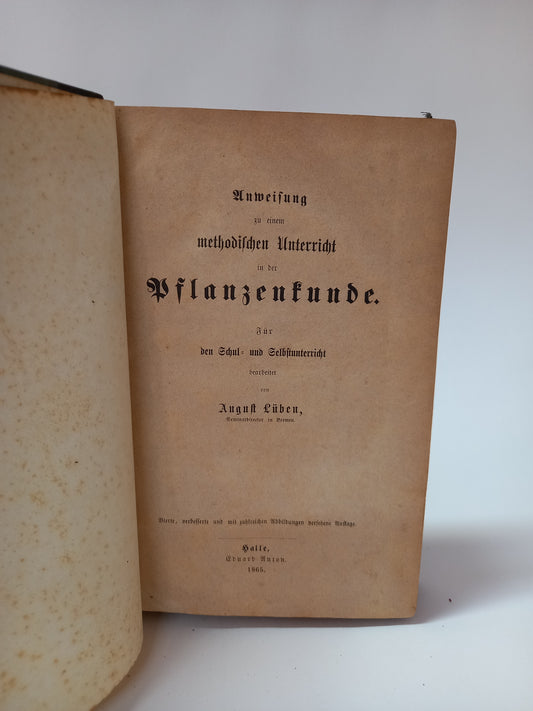 Anweisung
zu einem
methodischen Unterricht
in der
Pflanzenkunde.
Für
den Schul- und Selbstunterricht
bearbeitet
von
August Lüben,
Seminardirector in Bremen.
Vierte, verbesserte und mit zahlreichen Abbildungen versehene Auflage.
Halle,
Eduard Anton.
1865.